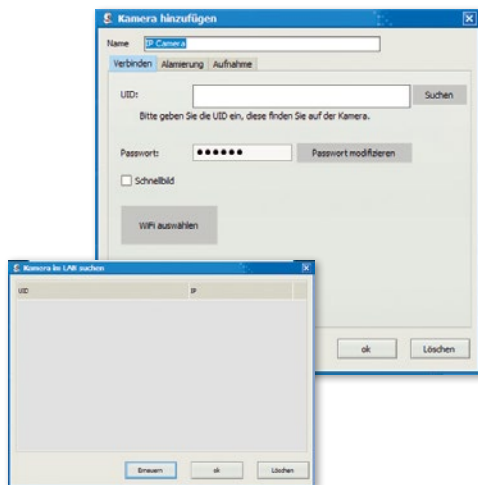 Kamera hinzufügen
Name IP Camera
Verbinden Alamierung Aufnahme
UID: Suchen
Bitte geben Sie die UID ein, diese finden Sie auf der Kamera.
Passwort: ●●●●●● Passwort modifizieren
Schnellbild
WiFi auswählen
ok Löschen
Kamera im LAN suchen
UID IP
Erneuern ok Löschen